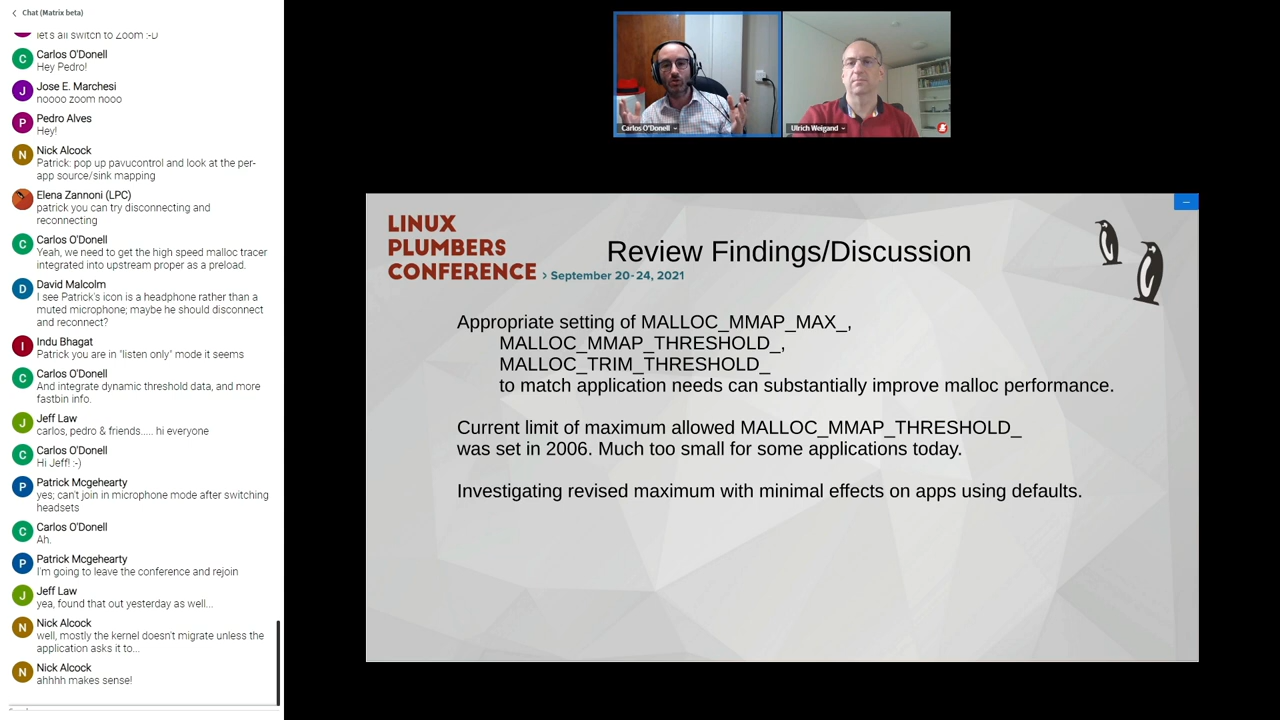 Chat (Matrix beta)
let's all switch to Zoom :-D
C
Carlos O'Donell
Hey Pedro!
J
Jose E. Marchesi
noooo zoom nooo
P
Pedro Alves
Hey!
N
Nick Alcock
Patrick: pop up pavucontrol and look at the per-
app source/sink mapping
Elena Zannoni (LPC)
patrick you can try disconnecting and
reconnecting
C
Carlos O'Donell
Yeah, we need to get the high speed malloc tracer
integrated into upstream proper as a preload.
D
David Malcolm
I see Patrick's icon is a headphone rather than a
muted microphone; maybe he should disconnect
and reconnect?
I
Indu Bhagat
Patrick you are in "listen only" mode it seems
C
Carlos O'Donell
And integrate dynamic threshold data, and more
fastbin info.
J
Jeff Law
carlos, pedro & friends..... hi everyone
C
Carlos O'Donell
Hi Jeff! :-)
P
Patrick Mcgehearty
yes; can't join in microphone mode after switching
headsets
C
Carlos O'Donell
Ah.
P
Patrick Mcgehearty
I'm going to leave the conference and rejoin
J
Jeff Law
yea, found that out yesterday as well...
N
Nick Alcock
well, mostly the kernel doesn't migrate unless the
application asks it to...
N
Nick Alcock
ahhhh makes sense!
Carlos O'Donell
Ulrich Weigand
LINUX
PLUMBERS
CONFERENCE
> September 20-24, 2021
Review Findings/Discussion
Appropriate setting of MALLOC_MMAP_MAX_,
MALLOC_MMAP_THRESHOLD_,
MALLOC_TRIM_THRESHOLD_
to match application needs can substantially improve malloc performance.
Current limit of maximum allowed MALLOC_MMAP_THRESHOLD_
was set in 2006. Much too small for some applications today.
Investigating revised maximum with minimal effects on apps using defaults.